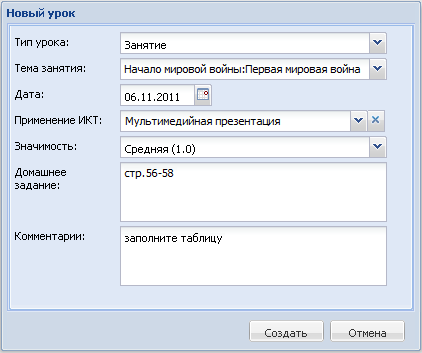 Новый урок
Тип урока: Занятие
Тема занятия: Начало мировой войны:Первая мировая война
Дата: 06.11.2011
Применение ИКТ: Мультимедийная презентация
Значимость: Средняя (1.0)
Домашнее задание: стр.56-58
Комментарии: заполните таблицу
Создать Отмена